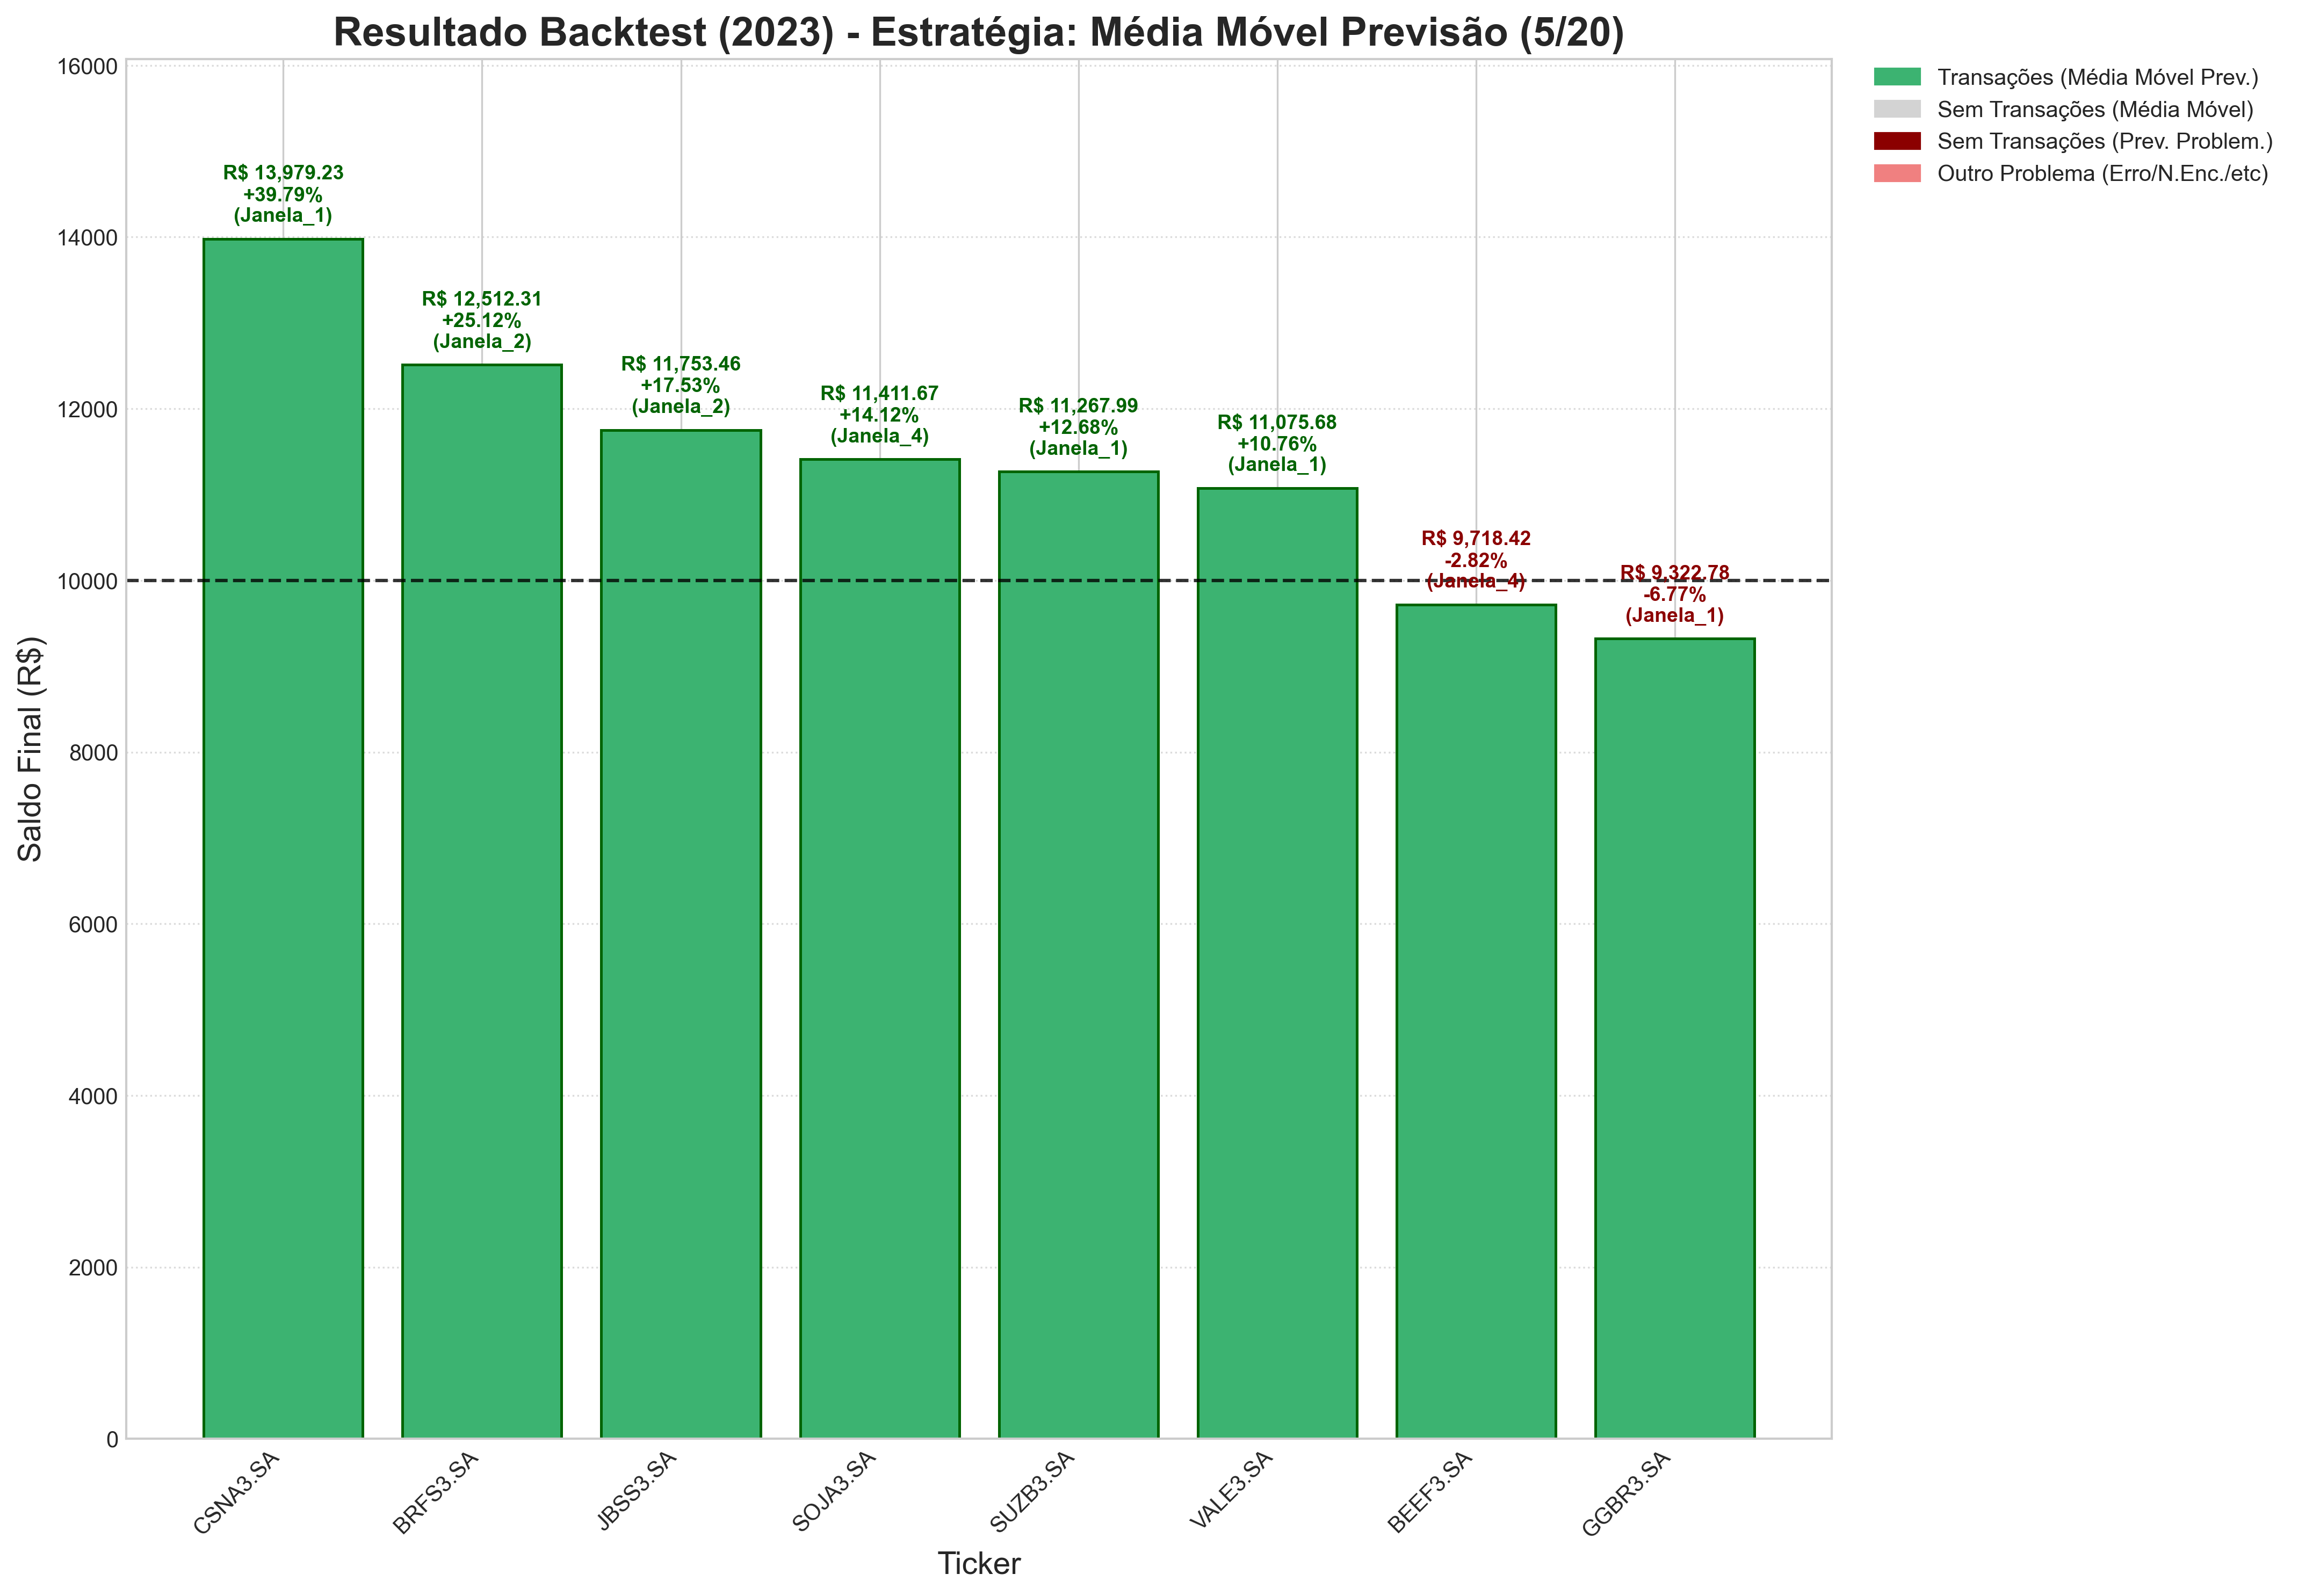 Resultado Backtest (2023) - Estratégia: Média Móvel Previsão (5/20)
Transações (Média Móvel Prev.)
Sem Transações (Média Móvel)
Sem Transações (Prev. Problem.)
Outro Problema (Erro/N.Enc./etc)
Saldo Final (R$)
16000
14000
12000
10000
8000
6000
4000
2000
0
R$ 13,979.23
+39.79%
(Janela_1)
R$ 12,512.31
+25.12%
(Janela_2)
R$ 11,753.46
+17.53%
(Janela_2)
R$ 11,411.67
+14.12%
(Janela_4)
R$ 11,267.99
+12.68%
(Janela_1)
R$ 11,075.68
+10.76%
(Janela_1)
R$ 9,718.42
-2.82%
(Janela_4)
R$ 9,322.78
-6.77%
(Janela_1)
CSNA3.SA
BRFS3.SA
JBSS3.SA
SOJA3.SA
SUZB3.SA
VALE3.SA
BEEF3.SA
GGBR3.SA
Ticker